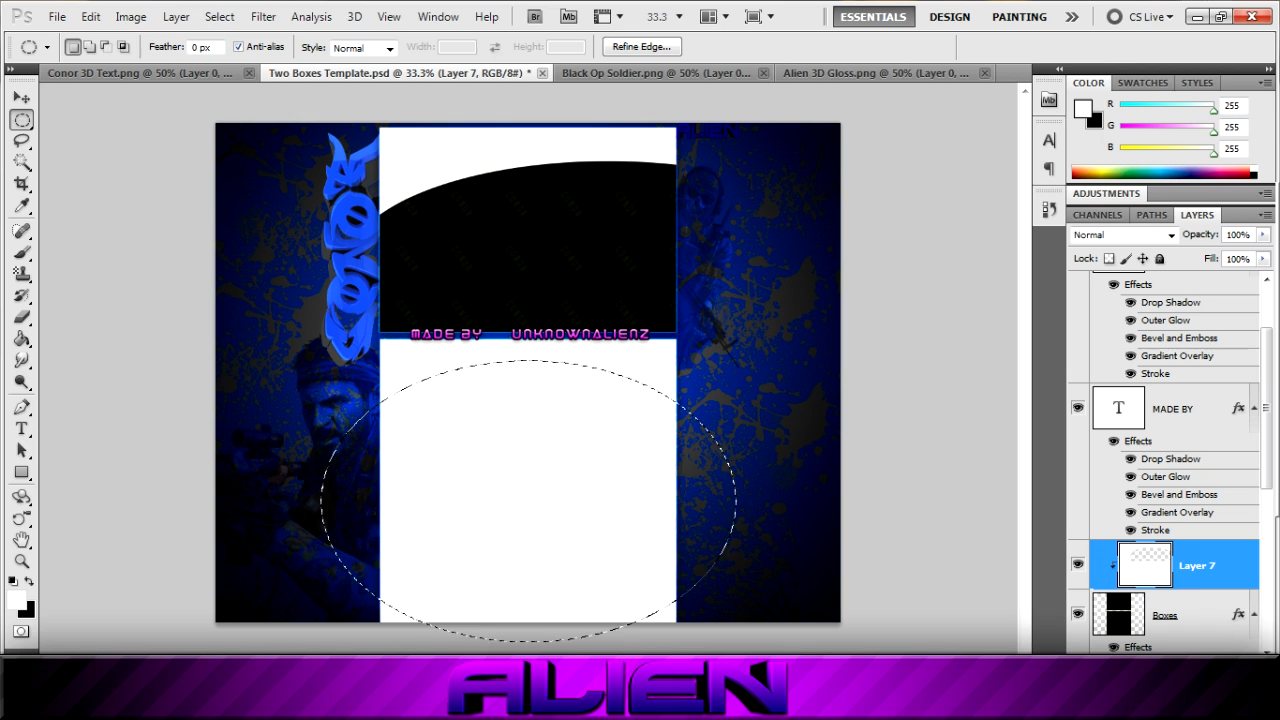 Ps File Edit Image Layer Select Filter Analysis 3D View Window Help Br Mb 33.3 ESSENTIALS DESIGN PAINTING CS Live
Feather: 0 px Anti-alias Style: Normal Width: Height: Refine Edge...
Conor 3D Text.png @ 50% (Layer 0, ... Two Boxes Template.psd @ 33.3% (Layer 7, RGB/8#) * Black Op Soldier.png @ 50% (Layer 0... Alien 3D Gloss.png @ 50% (Layer 0, ...
COLOR SWATCHES STYLES
Mb
R 255
G 255
B 255
ADJUSTMENTS
CHANNELS PATHS LAYERS
Normal Opacity: 100%
Lock: Fill: 100%
Effects
Drop Shadow
Outer Glow
Bevel and Emboss
Gradient Overlay
Stroke
T MADE BY fx
Effects
Drop Shadow
Outer Glow
Bevel and Emboss
Gradient Overlay
Stroke
Layer 7
Boxes fx
Effects
CONOR
MADE BY UNKNOWNALIENZ
ALIEN